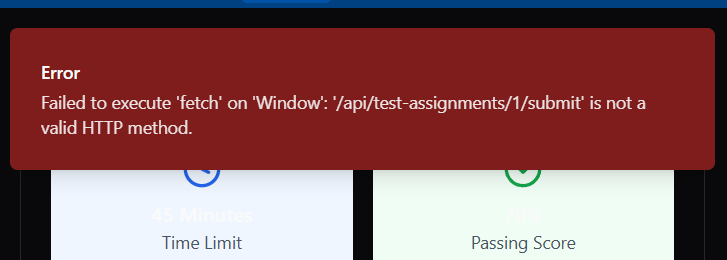 Error
Failed to execute 'fetch' on 'Window': '/api/test-assignments/1/submit' is not a
valid HTTP method.
45 Minutes
Time Limit
Passing Score